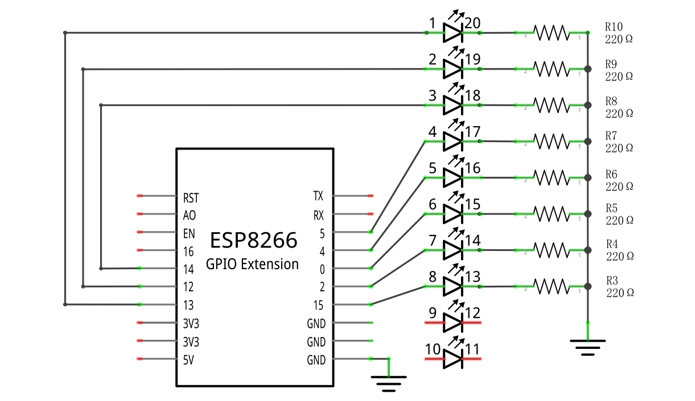 1 20 R10
220 Ω
2 19 R9
220 Ω
3 18 R8
220 Ω
4 17 R7
220 Ω
5 16 R6
220 Ω
6 15 R5
220 Ω
7 14 R4
220 Ω
8 13 R3
220 Ω
9 12
10 11
ESP8266
GPIO Extension
RST TX
AO RX
EN 5
16 4
14 0
12 2
13 15
3V3 GND
3V3 GND
5V GND